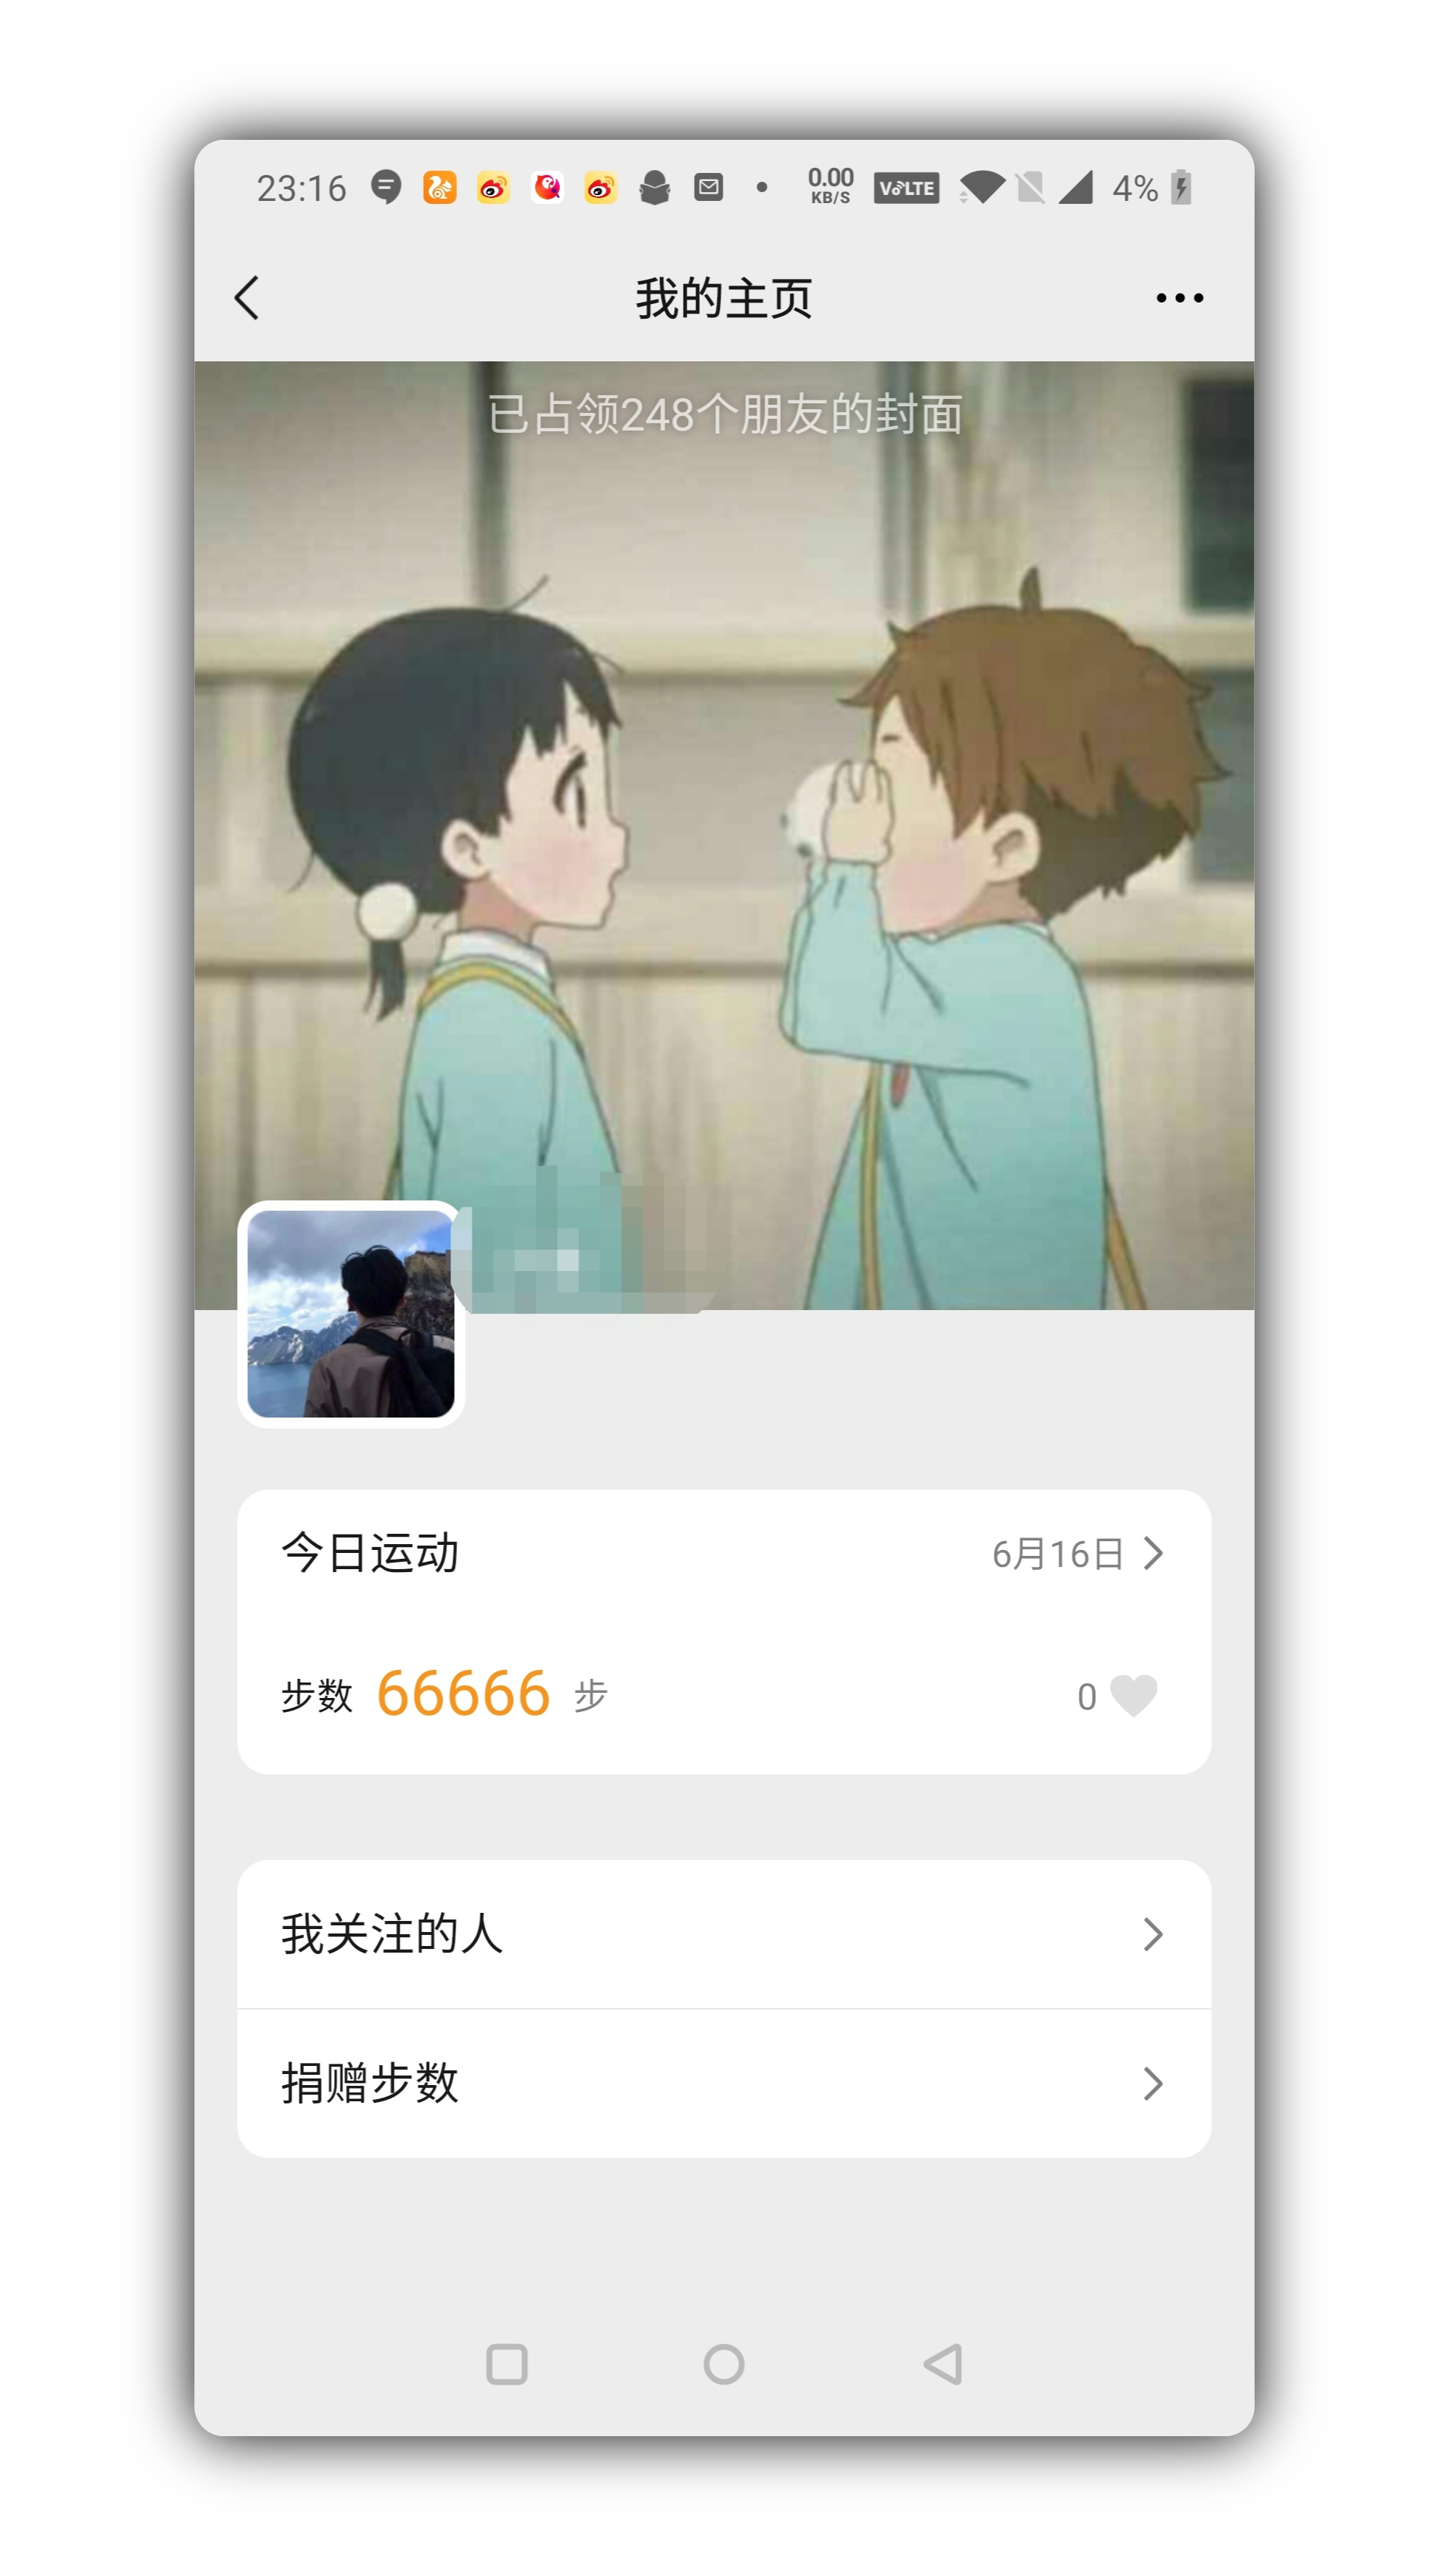 23:16 0.00 KB/S VoLTE 4%
我的主页
已占领248个朋友的封面
今日运动 6月16日
步数 66666 步 0
我关注的人
捐赠步数